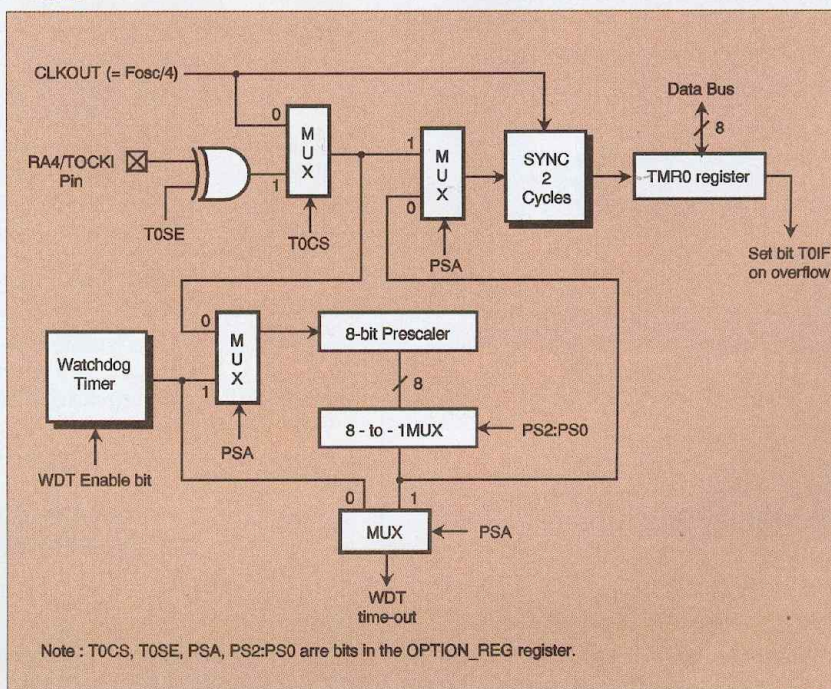 CLKOUT (= Fosc/4)
Data Bus
8
0
M
U
X
1
M
U
X
SYNC
2
Cycles
RA4/TOCKI
Pin
1
0
TMR0 register
T0SE
T0CS
PSA
Set bit T0IF
on overflow
0
M
U
X
8-bit Prescaler
Watchdog
Timer
1
8
8 - to - 1MUX
PS2:PS0
PSA
WDT Enable bit
0
1
MUX
PSA
WDT
time-out
Note : T0CS, T0SE, PSA, PS2:PS0 arre bits in the OPTION_REG register.